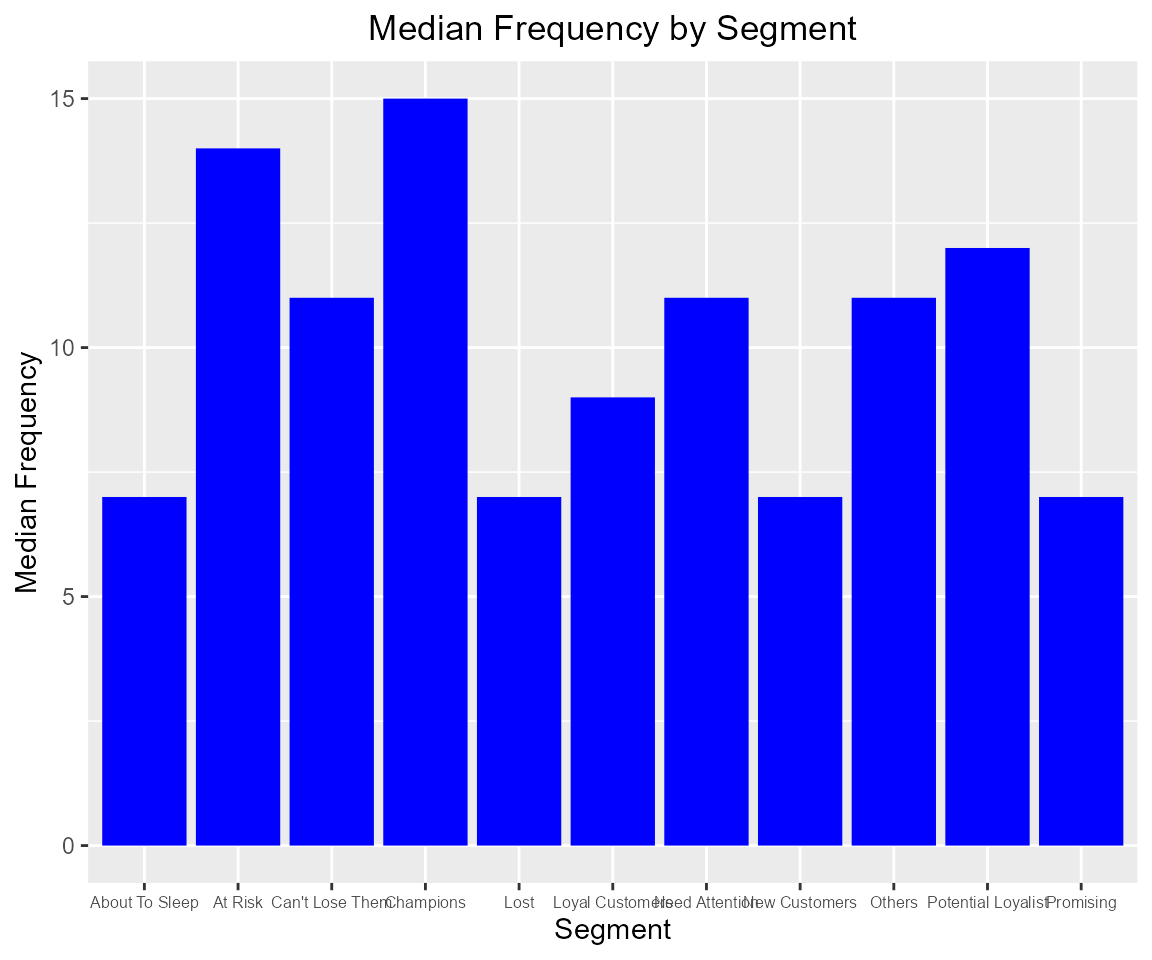 Median Frequency by Segment
Median Frequency
15
10
5
0
About To Sleep At Risk Can't Lose Them Champions Lost Loyal Customers Need Attention New Customers Others Potential Loyalist Promising
Segment